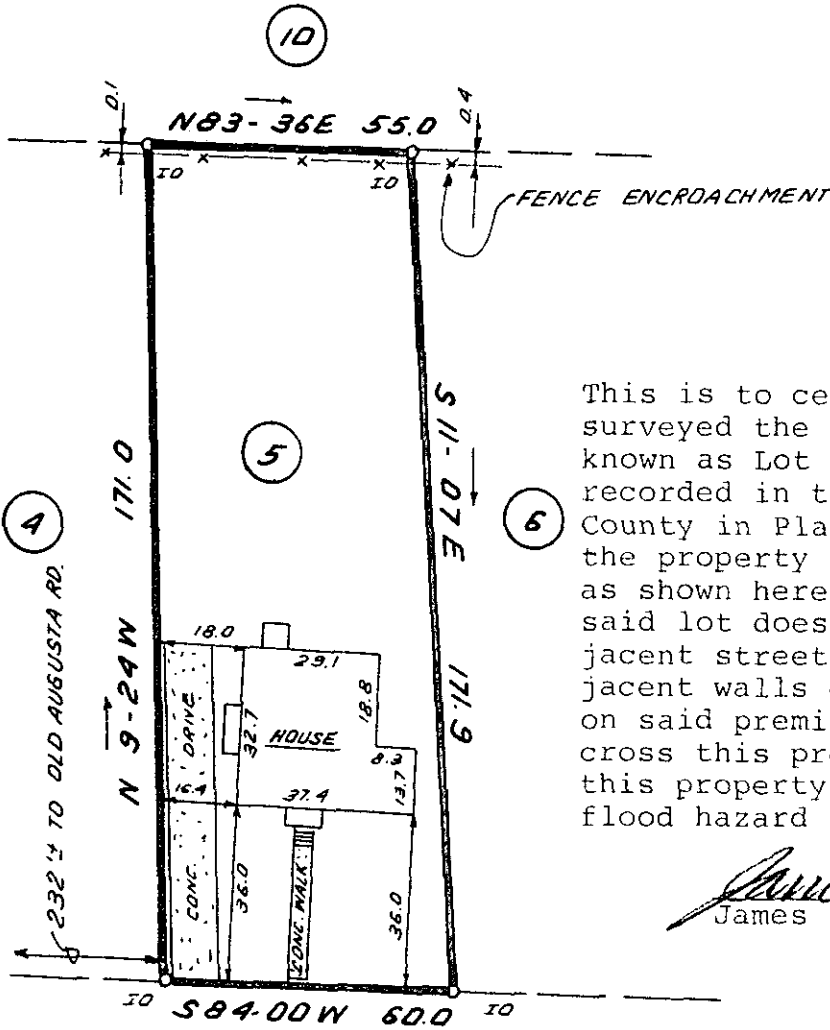 10
0.1
N83-36E 55.0
0.4
IO
IO
FENCE ENCROACHMENT
S 11-07E
171.9
171.0
N 9-24W
5
4
6
232'± TO OLD AUGUSTA RD.
This is to ce
surveyed the
known as Lot
recorded in t
County in Pla
the property
as shown here
said lot does
jacent street
jacent walls
on said premi
cross this pr
this property
flood hazard
James
18.0
29.1
18.8
DRIVE
32.7
HOUSE
8.3
13.7
16.4
37.4
CONC.
36.0
CONC. WALK
36.0
IO
S84-00W 60.0
IO